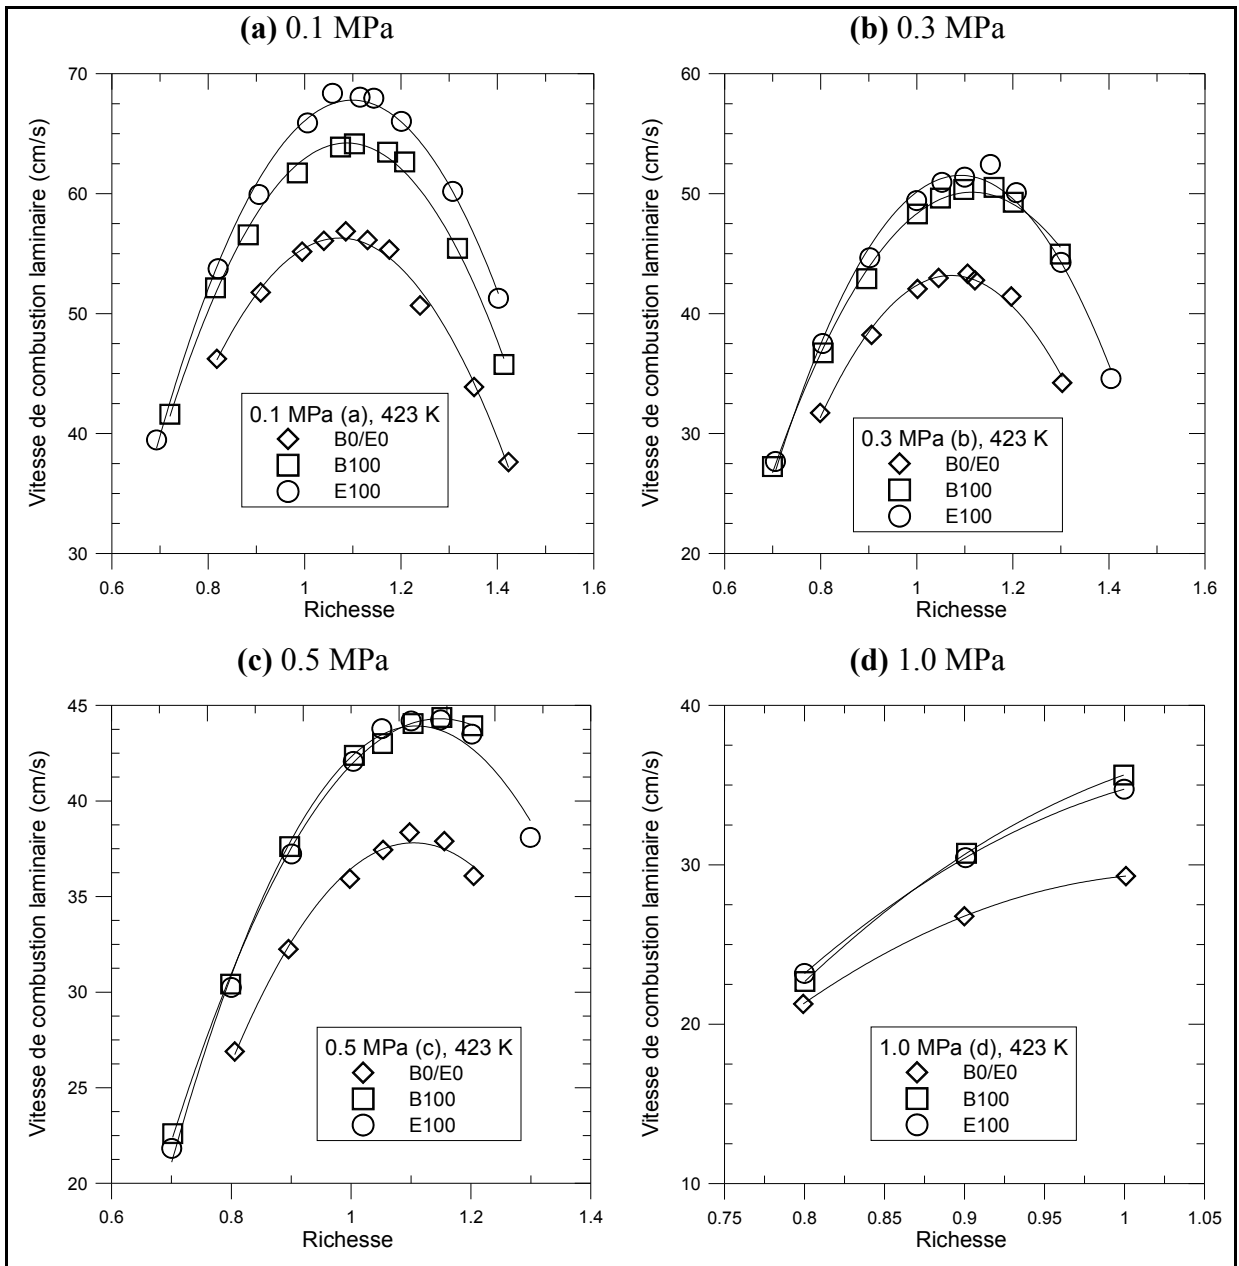 (a) 0.1 MPa
Vitesse de combustion laminaire (cm/s)
70
60
50
40
30
0.1 MPa (a), 423 K
B0/E0
B100
E100
0.6 0.8 1 1.2 1.4 1.6
Richesse
(b) 0.3 MPa
Vitesse de combustion laminaire (cm/s)
60
50
40
30
20
0.3 MPa (b), 423 K
B0/E0
B100
E100
0.6 0.8 1 1.2 1.4 1.6
Richesse
(c) 0.5 MPa
Vitesse de combustion laminaire (cm/s)
45
40
35
30
25
20
0.5 MPa (c), 423 K
B0/E0
B100
E100
0.6 0.8 1 1.2 1.4
Richesse
(d) 1.0 MPa
Vitesse de combustion laminaire (cm/s)
40
30
20
10
1.0 MPa (d), 423 K
B0/E0
B100
E100
0.75 0.8 0.85 0.9 0.95 1 1.05
Richesse